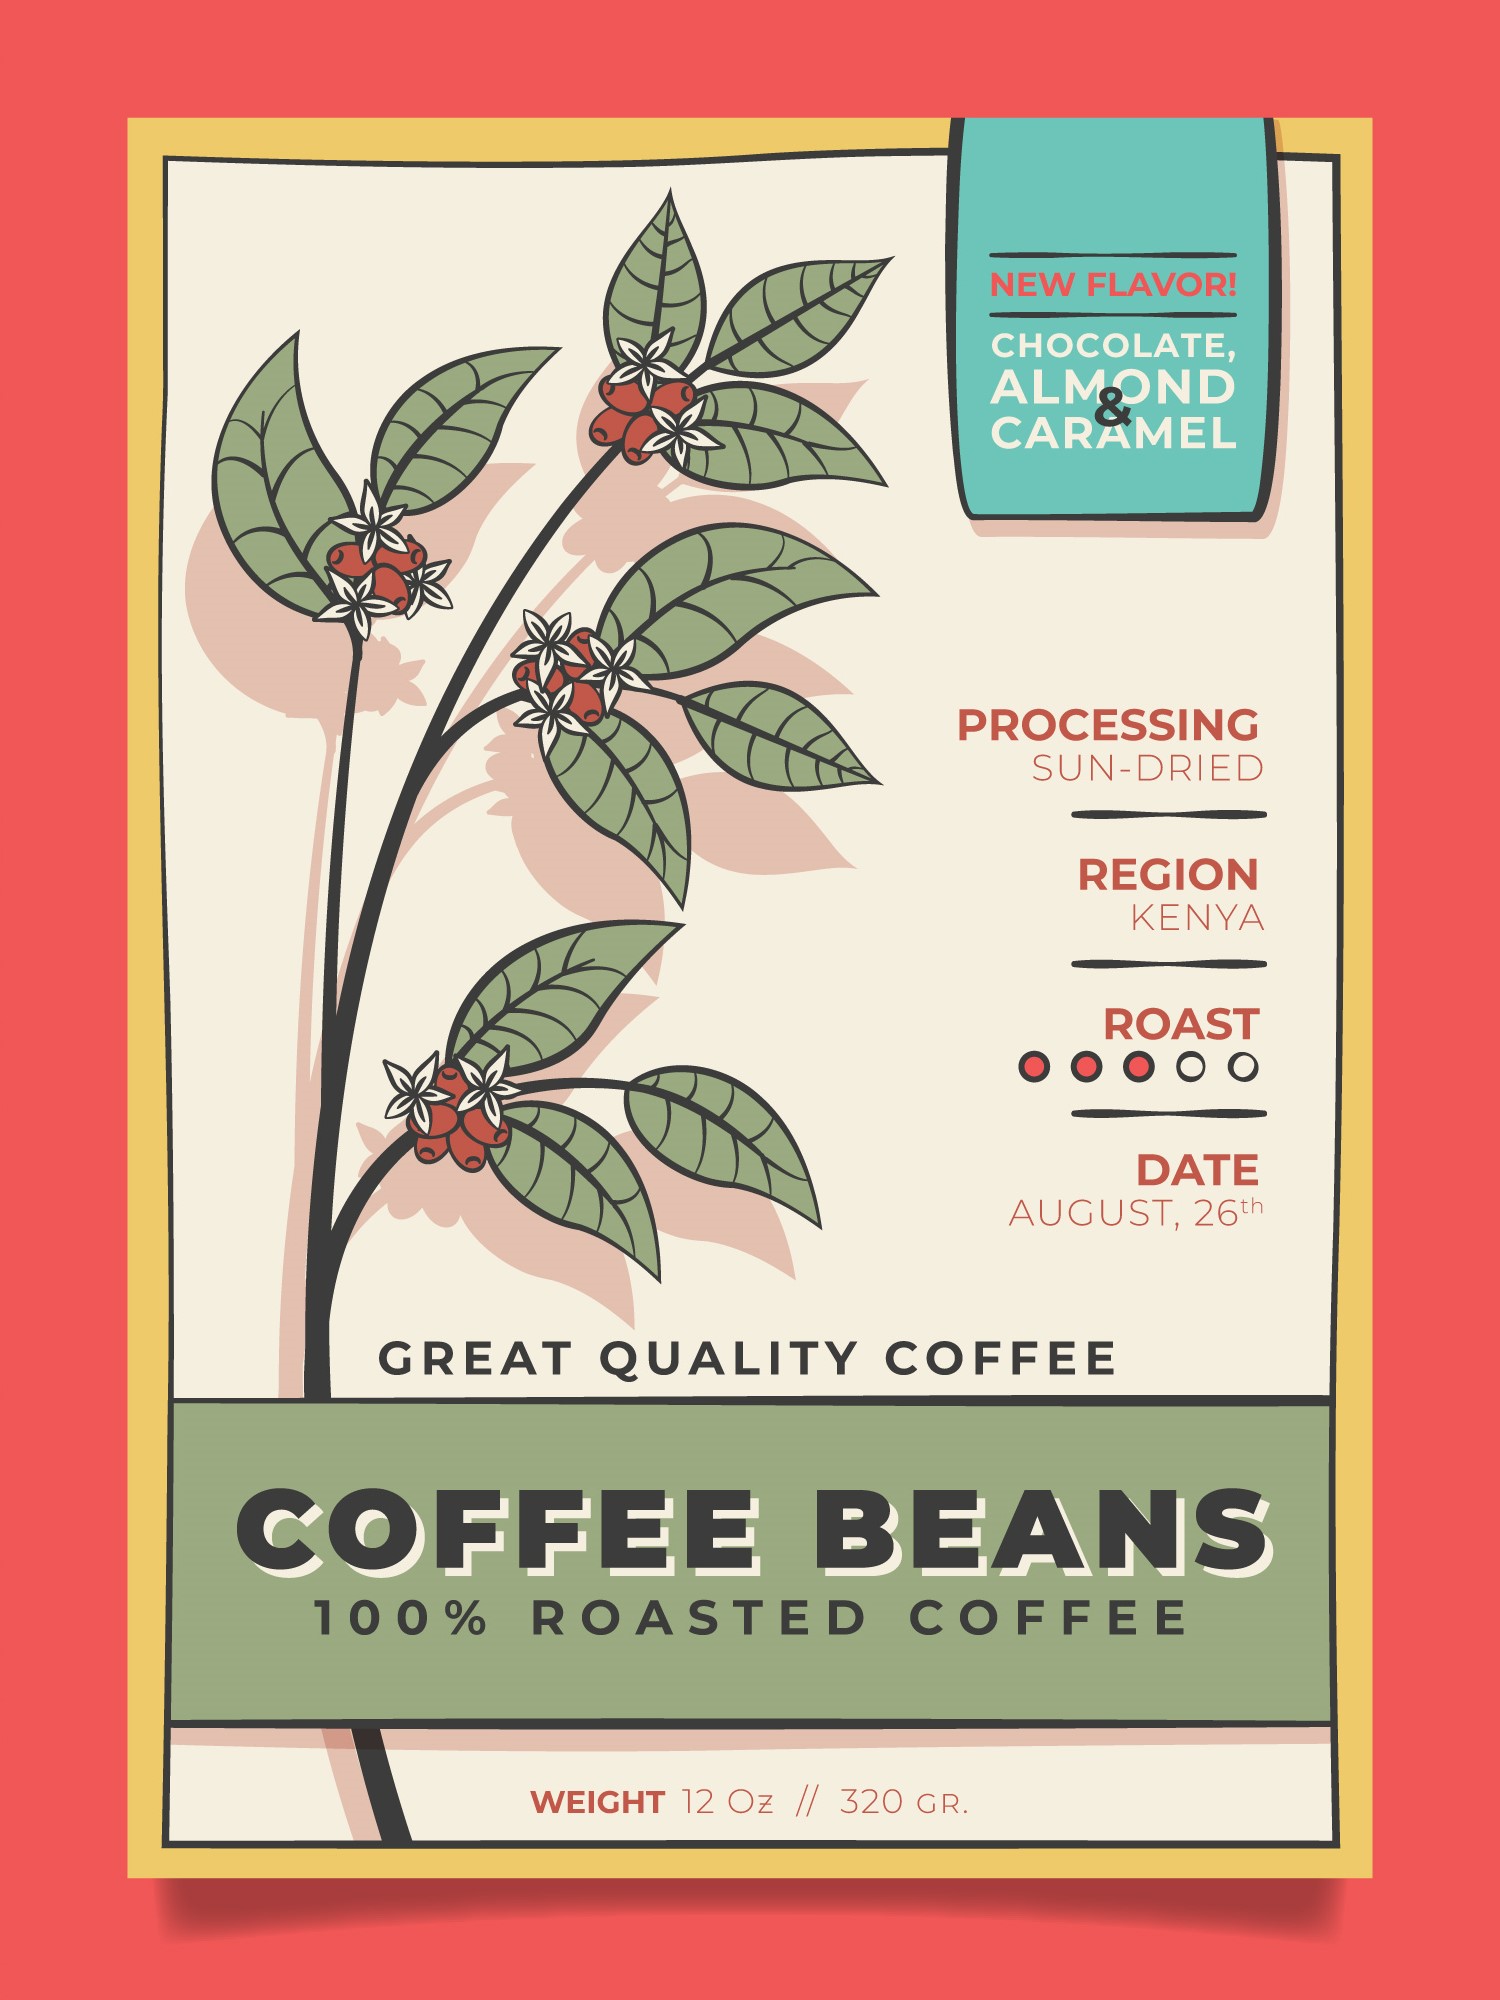 NEW FLAVOR!
CHOCOLATE,
ALMOND
&
CARAMEL
PROCESSING
SUN-DRIED
REGION
KENYA
ROAST
DATE
AUGUST, 26th
GREAT QUALITY COFFEE
COFFEE BEANS
100% ROASTED COFFEE
WEIGHT 12 Oz // 320 GR.